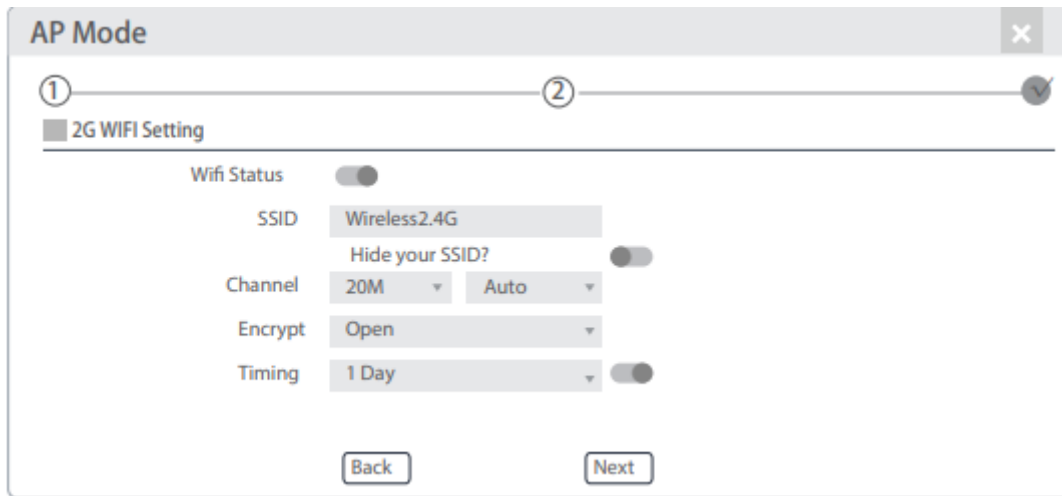 AP Mode
1 2
2G WIFI Setting
Wifi Status
SSID Wireless2.4G
Hide your SSID?
Channel 20M Auto
Encrypt Open
Timing 1 Day
Back Next